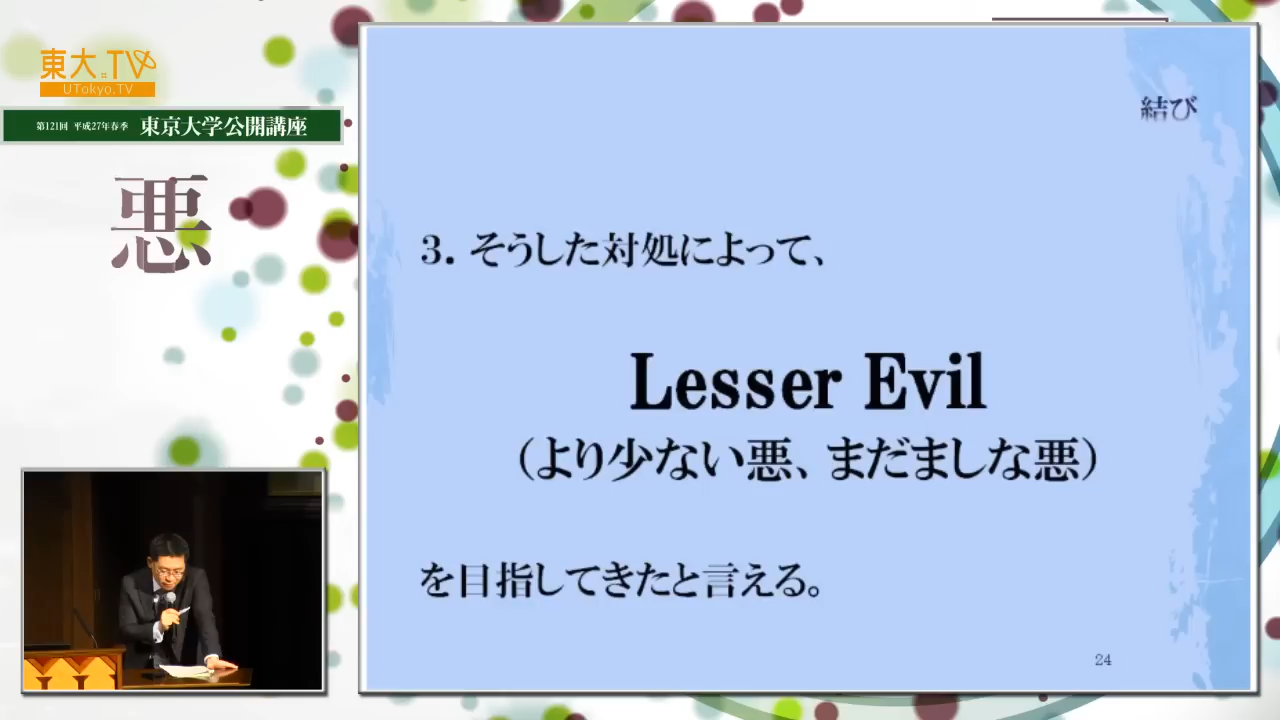 東大.TV
UTokyo.TV
第121回 平成27年春季 東京大学公開講座
悪
結び
3. そうした対処によって、
Lesser Evil
（より少ない悪、まだましな悪）
を目指してきたと言える。
24